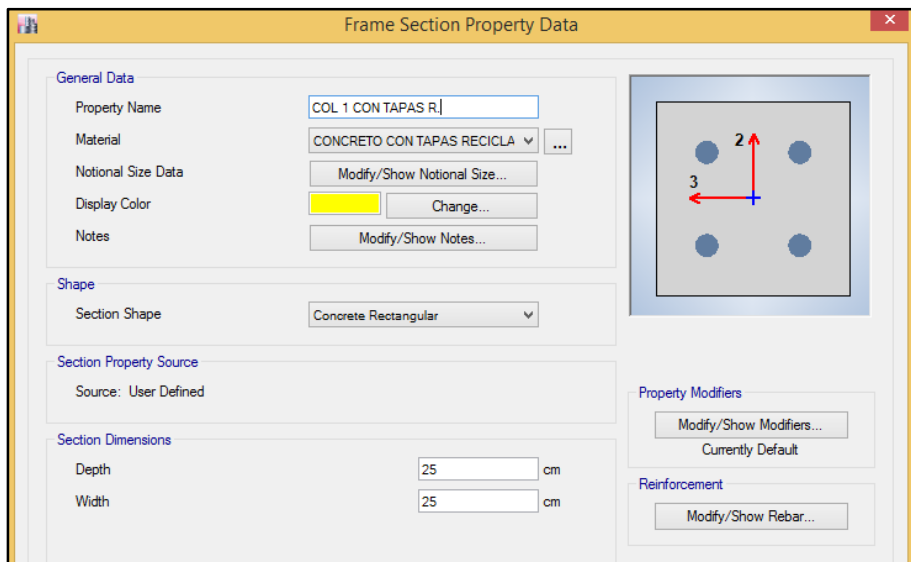 Frame Section Property Data
General Data
Property Name COL 1 CON TAPAS R.
Material CONCRETO CON TAPAS RECICLA ...
Notional Size Data Modify/Show Notional Size...
Display Color Change...
Notes Modify/Show Notes...
2
3
Shape
Section Shape Concrete Rectangular
Section Property Source
Source: User Defined
Property Modifiers
Modify/Show Modifiers...
Currently Default
Section Dimensions
Depth 25 cm
Width 25 cm
Reinforcement
Modify/Show Rebar...